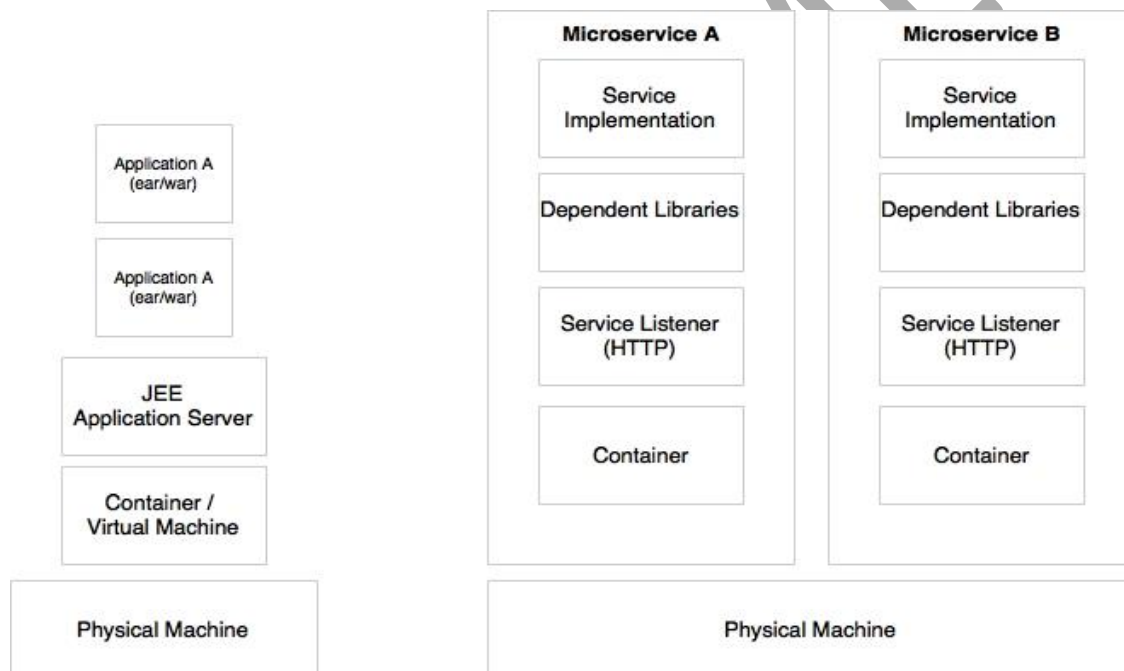 Application A
(ear/war)
Application A
(ear/war)
JEE
Application Server
Container /
Virtual Machine
Physical Machine
Microservice A
Service
Implementation
Dependent Libraries
Service Listener
(HTTP)
Container
Microservice B
Service
Implementation
Dependent Libraries
Service Listener
(HTTP)
Container
Physical Machine